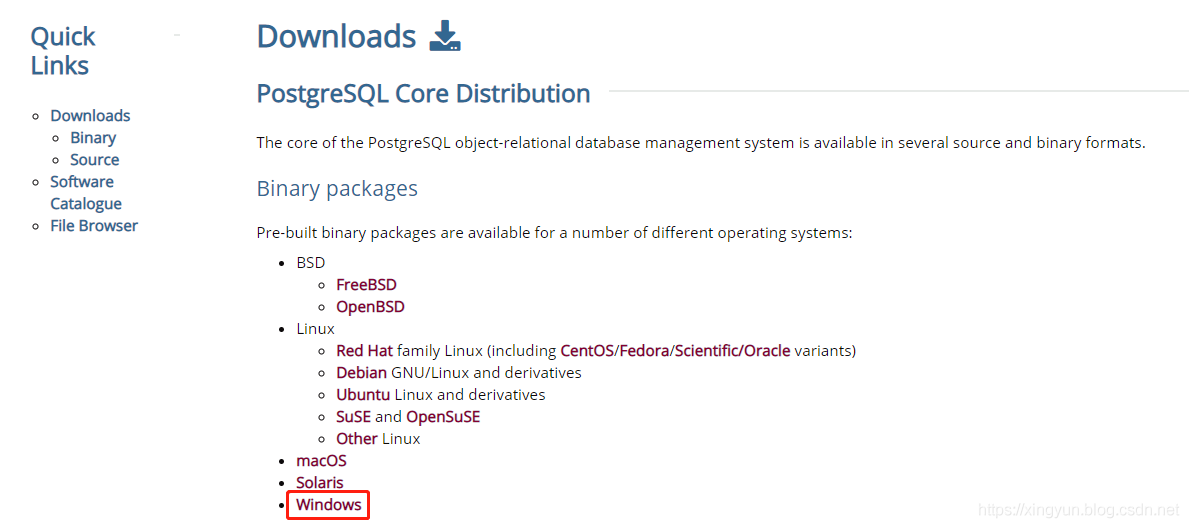 Quick
Links
Downloads
Binary
Source
Software
Catalogue
File Browser
Downloads
PostgreSQL Core Distribution
The core of the PostgreSQL object-relational database management system is available in several source and binary formats.
Binary packages
Pre-built binary packages are available for a number of different operating systems:
BSD
FreeBSD
OpenBSD
Linux
Red Hat family Linux (including CentOS/Fedora/Scientific/Oracle variants)
Debian GNU/Linux and derivatives
Ubuntu Linux and derivatives
SuSE and OpenSuSE
Other Linux
macOS
Solaris
Windows
https://xingyun.blog.csdn.net